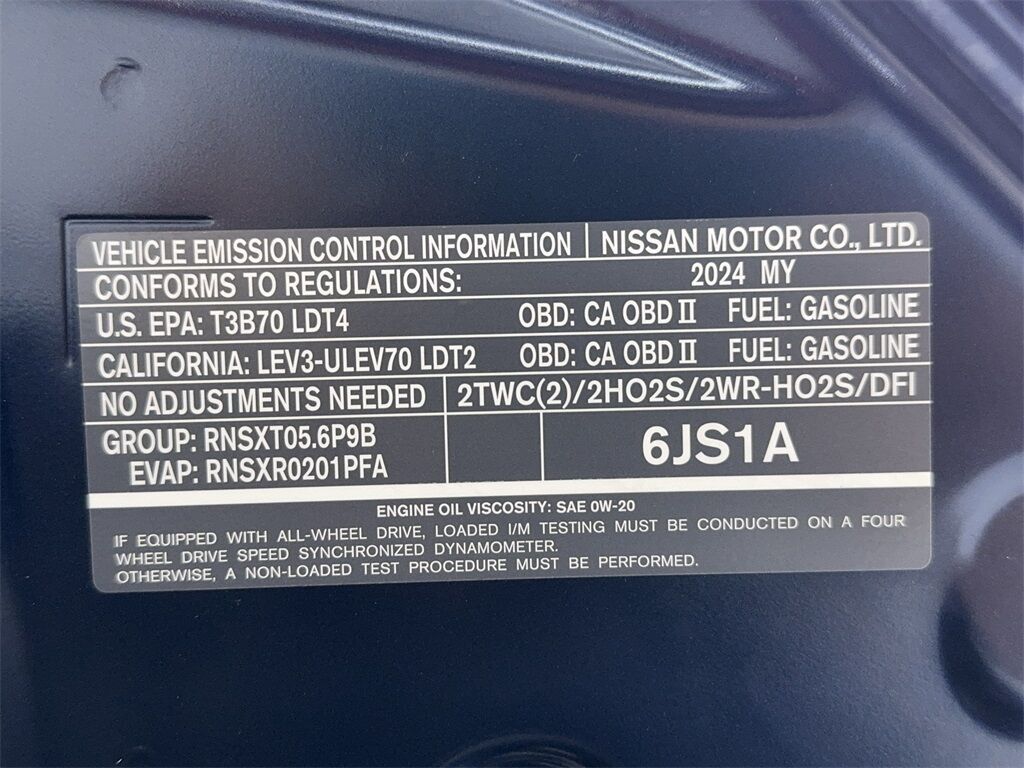 VEHICLE EMISSION CONTROL INFORMATION NISSAN MOTOR CO., LTD.
CONFORMS TO REGULATIONS: 2024 MY
U.S. EPA: T3B70 LDT4 OBD: CA OBD II FUEL: GASOLINE
CALIFORNIA: LEV3-ULEV70 LDT2 OBD: CA OBD II FUEL: GASOLINE
NO ADJUSTMENTS NEEDED 2TWC(2)/2HO2S/2WR-HO2S/DFI
GROUP: RNSXT05.6P9B 6JS1A
EVAP: RNSXR0201PFA
ENGINE OIL VISCOSITY: SAE 0W-20
IF EQUIPPED WITH ALL-WHEEL DRIVE, LOADED I/M TESTING MUST BE CONDUCTED ON A FOUR
WHEEL DRIVE SPEED SYNCHRONIZED DYNAMOMETER.
OTHERWISE, A NON-LOADED TEST PROCEDURE MUST BE PERFORMED.